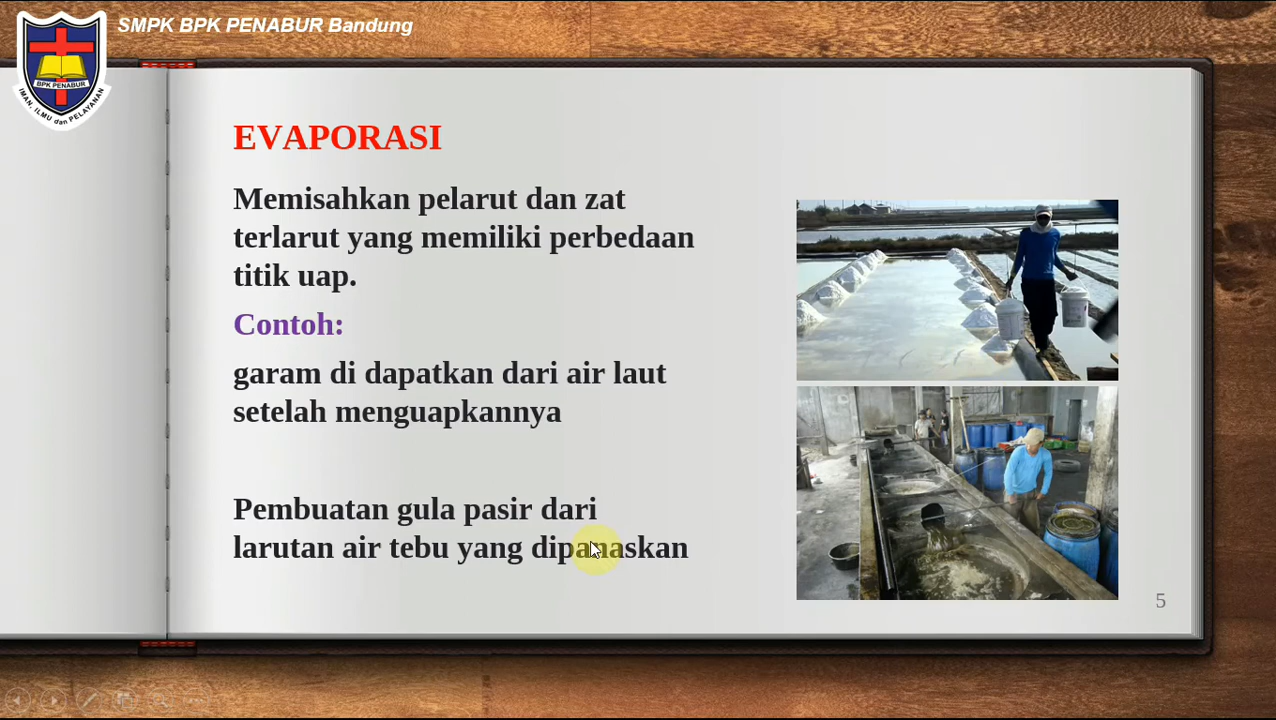 SMPK BPK PENABUR Bandung
BPK PENABUR
IMAN, ILMU dan PELAYANAN
EVAPORASI
Memisahkan pelarut dan zat
terlarut yang memiliki perbedaan
titik uap.
Contoh:
garam di dapatkan dari air laut
setelah menguapkannya
Pembuatan gula pasir dari
larutan air tebu yang dipanaskan
5